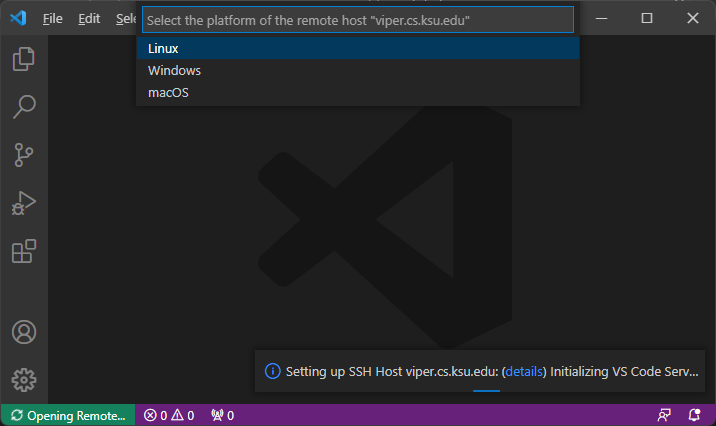 Select the platform of the remote host "viper.cs.ksu.edu"
File Edit
Linux
Windows
macOS
Setting up SSH Host viper.cs.ksu.edu: (details) Initializing VS Code Serv...
Opening Remote... 0 0 0